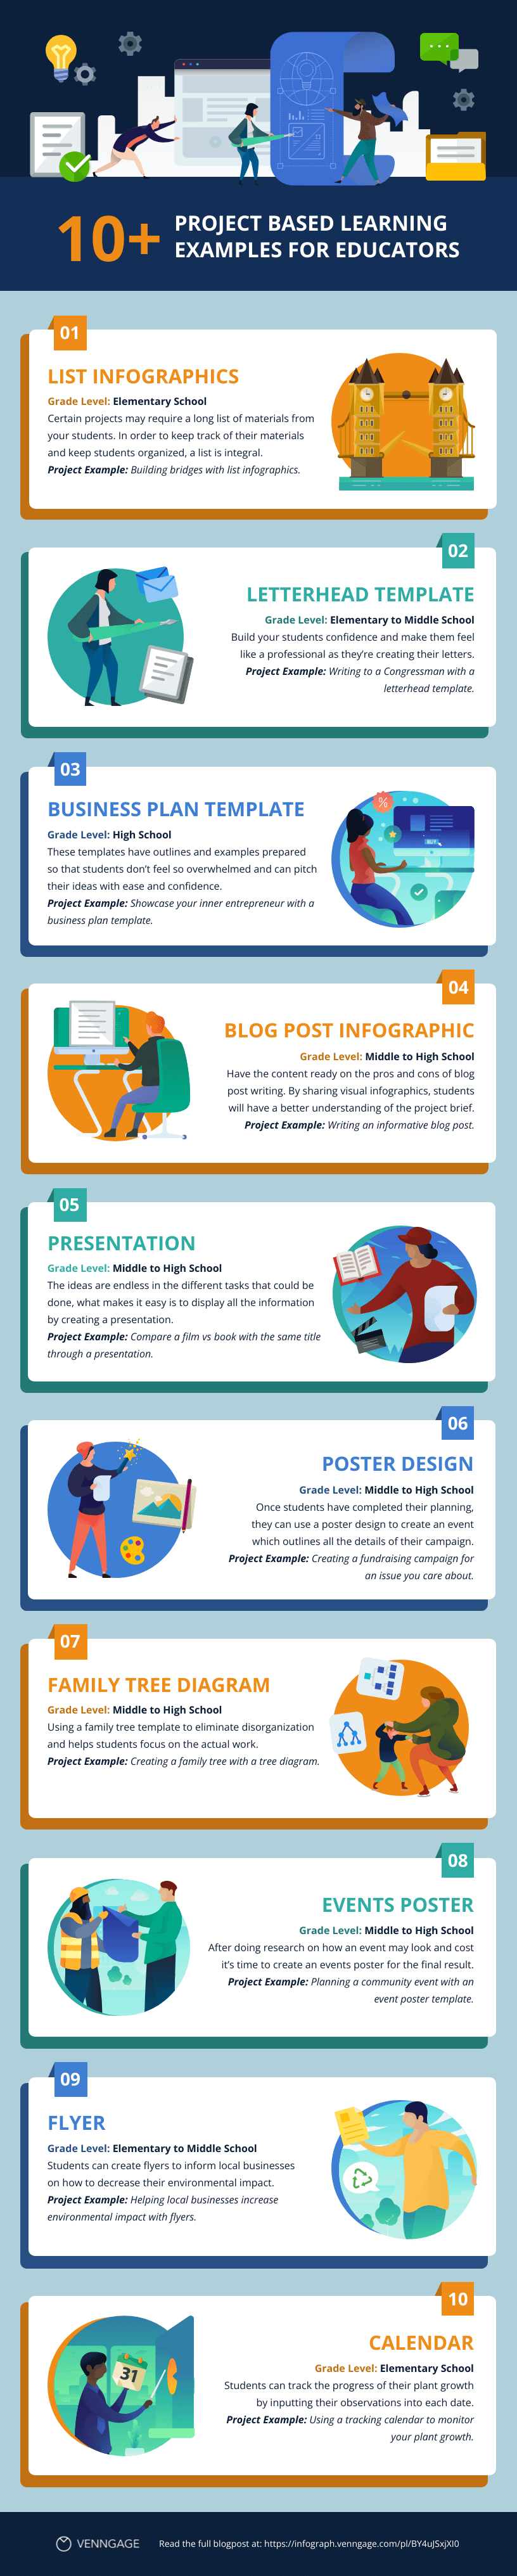 10+
PROJECT BASED LEARNING
EXAMPLES FOR EDUCATORS
01
LIST INFOGRAPHICS
Grade Level: Elementary School
Certain projects may require a long list of materials from
your students. In order to keep track of their materials
and keep students organized, a list is integral.
Project Example: Building bridges with list infographics.
02
LETTERHEAD TEMPLATE
Grade Level: Elementary to Middle School
Build your students confidence and make them feel
like a professional as they're creating their letters.
Project Example: Writing to a Congressman with a
letterhead template.
03
BUSINESS PLAN TEMPLATE
Grade Level: High School
These templates have outlines and examples prepared
so that students don't feel so overwhelmed and can pitch
their ideas with ease and confidence.
Project Example: Showcase your inner entrepreneur with a
business plan template.
%
BUY
04
BLOG POST INFOGRAPHIC
Grade Level: Middle to High School
Have the content ready on the pros and cons of blog
post writing. By sharing visual infographics, students
will have a better understanding of the project brief.
Project Example: Writing an informative blog post.
05
PRESENTATION
Grade Level: Middle to High School
The ideas are endless in the different tasks that could be
done, what makes it easy is to display all the information
by creating a presentation.
Project Example: Compare a film vs book with the same title
through a presentation.
06
POSTER DESIGN
Grade Level: Middle to High School
Once students have completed their planning,
they can use a poster design to create an event
which outlines all the details of their campaign.
Project Example: Creating a fundraising campaign for
an issue you care about.
07
FAMILY TREE DIAGRAM
Grade Level: Middle to High School
Using a family tree template to eliminate disorganization
and helps students focus on the actual work.
Project Example: Creating a family tree with a tree diagram.
08
EVENTS POSTER
Grade Level: Middle to High School
After doing research on how an event may look and cost
it's time to create an events poster for the final result.
Project Example: Planning a community event with an
event poster template.
09
FLYER
Grade Level: Elementary to Middle School
Students can create flyers to inform local businesses
on how to decrease their environmental impact.
Project Example: Helping local businesses increase
environmental impact with flyers.
10
CALENDAR
Grade Level: Elementary School
Students can track the progress of their plant growth
by inputting their observations into each date.
Project Example: Using a tracking calendar to monitor
your plant growth.
31
VENNGAGE
Read the full blogpost at: https://infograph.venngage.com/pl/BY4uJSxjXI0